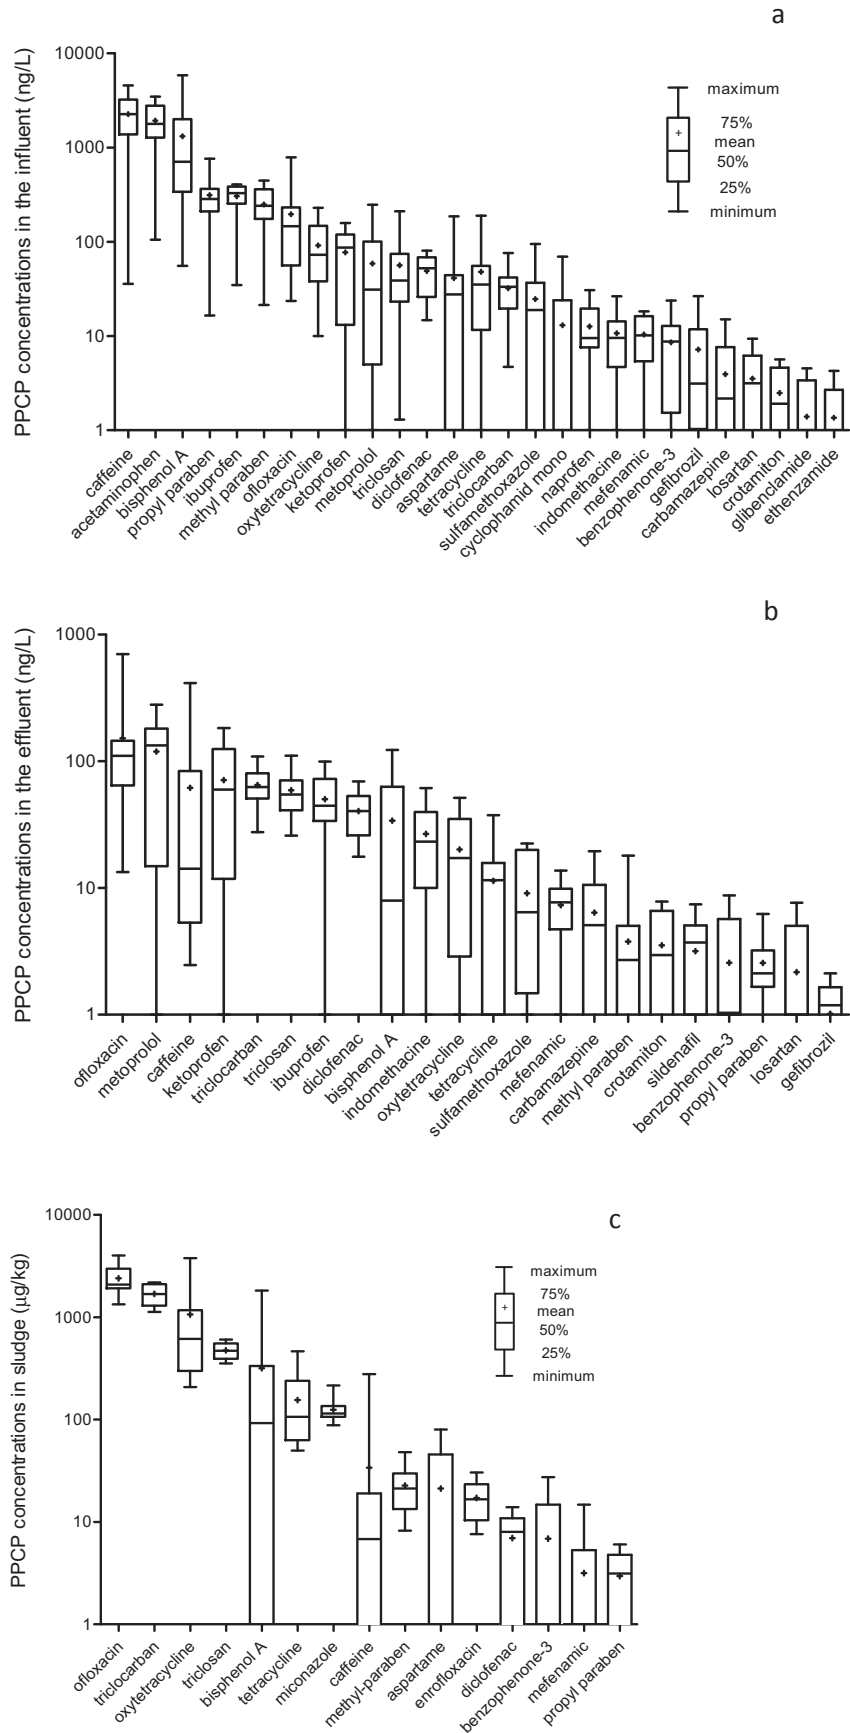 a
PPCP concentrations in the influent (ng/L)
10000
1000
100
10
1
maximum
75%
mean
50%
25%
minimum
caffeine
acetaminophen
bisphenol A
propyl paraben
ibuprofen
methyl paraben
ofloxacin
oxytetracycline
ketoprofen
metoprolol
triclosan
diclofenac
aspartame
tetracycline
triclocarban
sulfamethoxazole
cyclophamid mono
naprofen
indomethacine
mefenamic
benzophenone-3
gefibrozil
carbamazepine
losartan
crotamiton
glibenclamide
ethenzamide
b
PPCP concentrations in the effluent (ng/L)
1000
100
10
1
ofloxacin
metoprolol
caffeine
ketoprofen
triclocarban
triclosan
ibuprofen
diclofenac
bisphenol A
indomethacine
oxytetracycline
tetracycline
sulfamethoxazole
mefenamic
carbamazepine
methyl paraben
crotamiton
sildenafil
benzophenone-3
propyl paraben
losartan
gefibrozil
c
PPCP concentrations in sludge (µg/kg)
10000
1000
100
10
1
maximum
75%
mean
50%
25%
minimum
ofloxacin
triclocarban
oxytetracycline
triclosan
bisphenol A
tetracycline
miconazole
caffeine
methyl-paraben
aspartame
enrofloxacin
diclofenac
benzophenone-3
mefenamic
propyl paraben